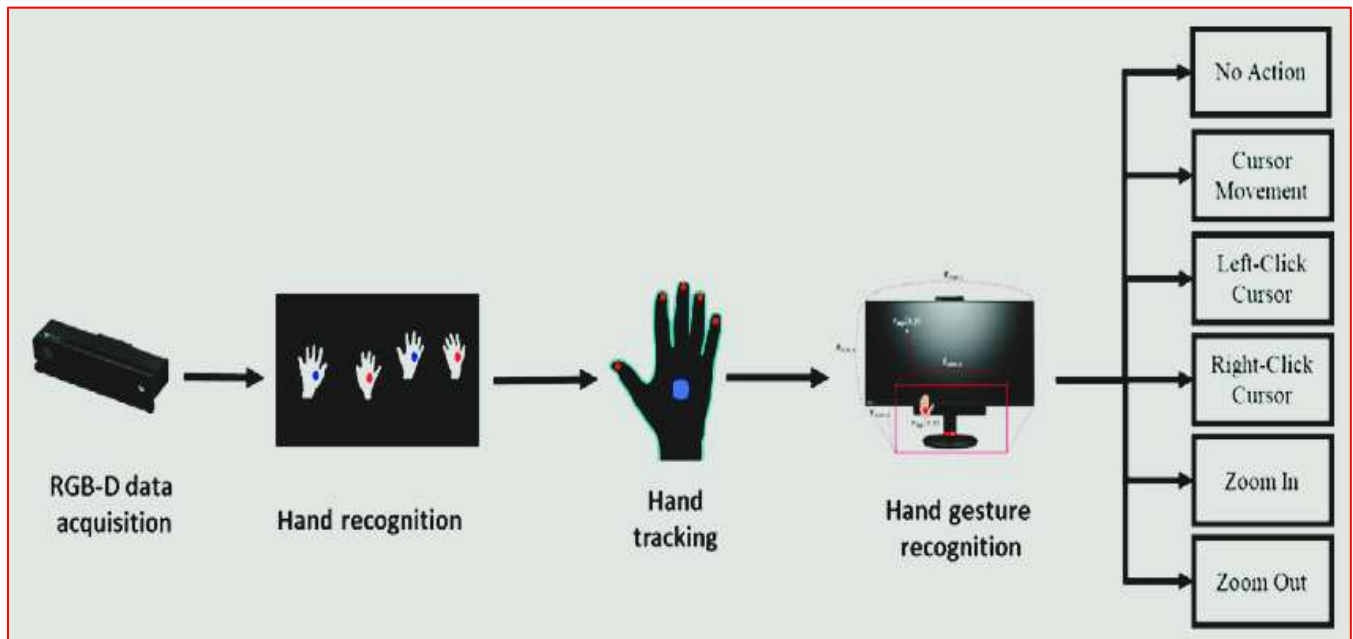 RGB-D data
acquisition
Hand recognition
Hand
tracking
Hand gesture
recognition
No Action
Cursor
Movement
Left-Click
Cursor
Right-Click
Cursor
Zoom In
Zoom Out